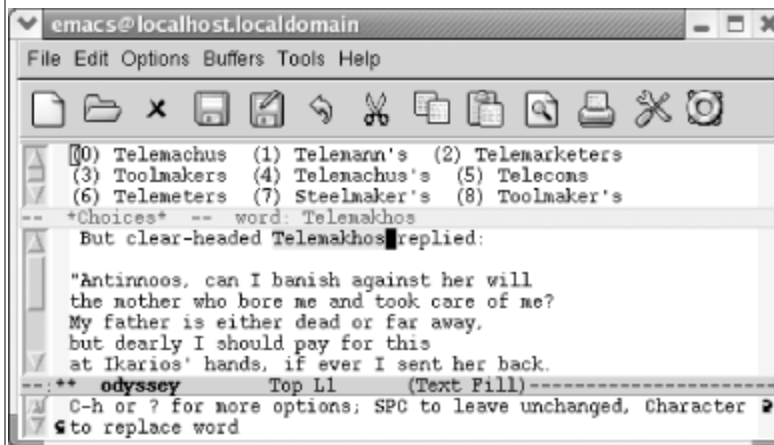 emacs@localhost.localdomain
File Edit Options Buffers Tools Help
(0) Telemachus (1) Telemann's (2) Telemarketers
(3) Toolmakers (4) Telemachus's (5) Telecoms
(6) Telemeters (7) Steelmaker's (8) Toolmaker's
-- *Choices* -- word: Telemakhos
But clear-headed Telemakhos replied:
"Antinnoos, can I banish against her will
the mother who bore me and took care of me?
My father is either dead or far away,
but dearly I should pay for this
at Ikarios' hands, if ever I sent her back.
--:** odyssey Top L1 (Text Fill)-----------------------
C-h or ? for more options; SPC to leave unchanged, Character
to replace word